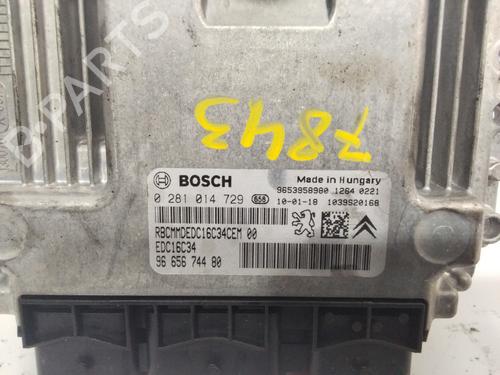 7843
BOSCH
Made in Hungary
9653958980 1264 0221
0 281 014 729 656 10-01-18 1039S20168
RBCMMDEDC16C34CEM 00
EDC16C34
96 656 744 80